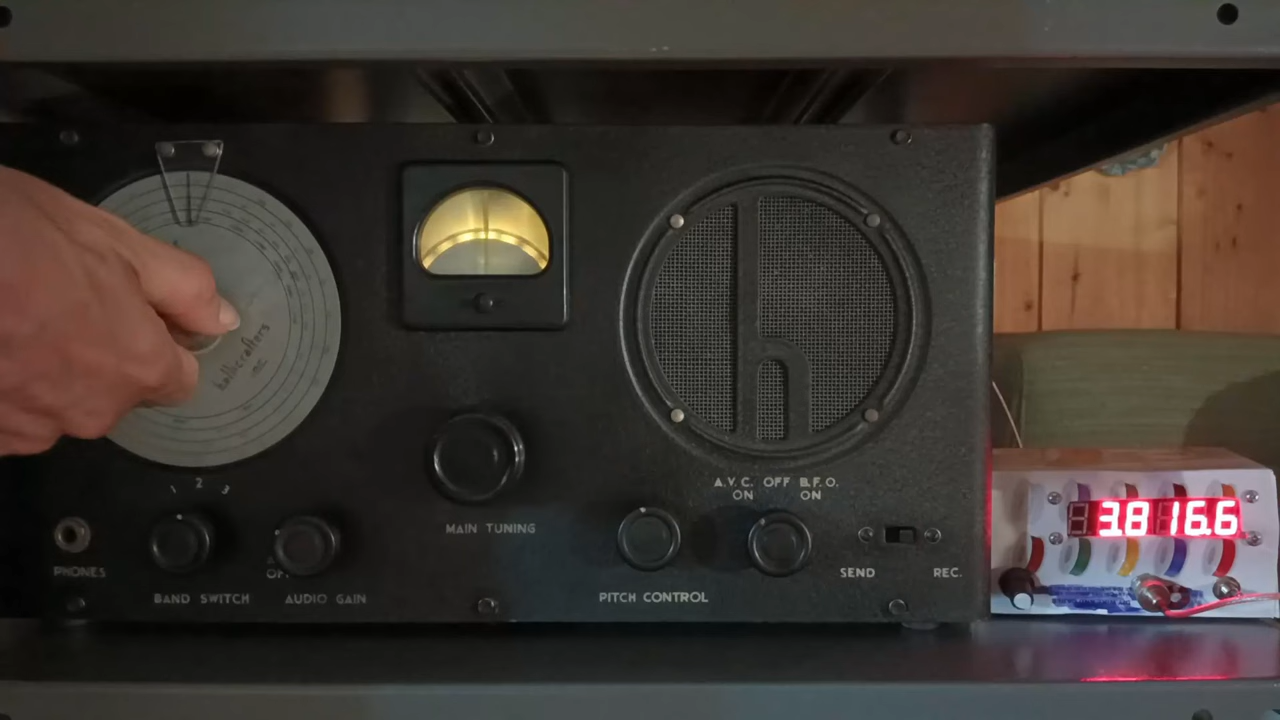 hallicrafters
1 2 3
A.V.C. OFF B.F.O.
ON ON
MAIN TUNING
PHONES
OFF
SEND REC.
BAND SWITCH AUDIO GAIN
PITCH CONTROL
3.816.6